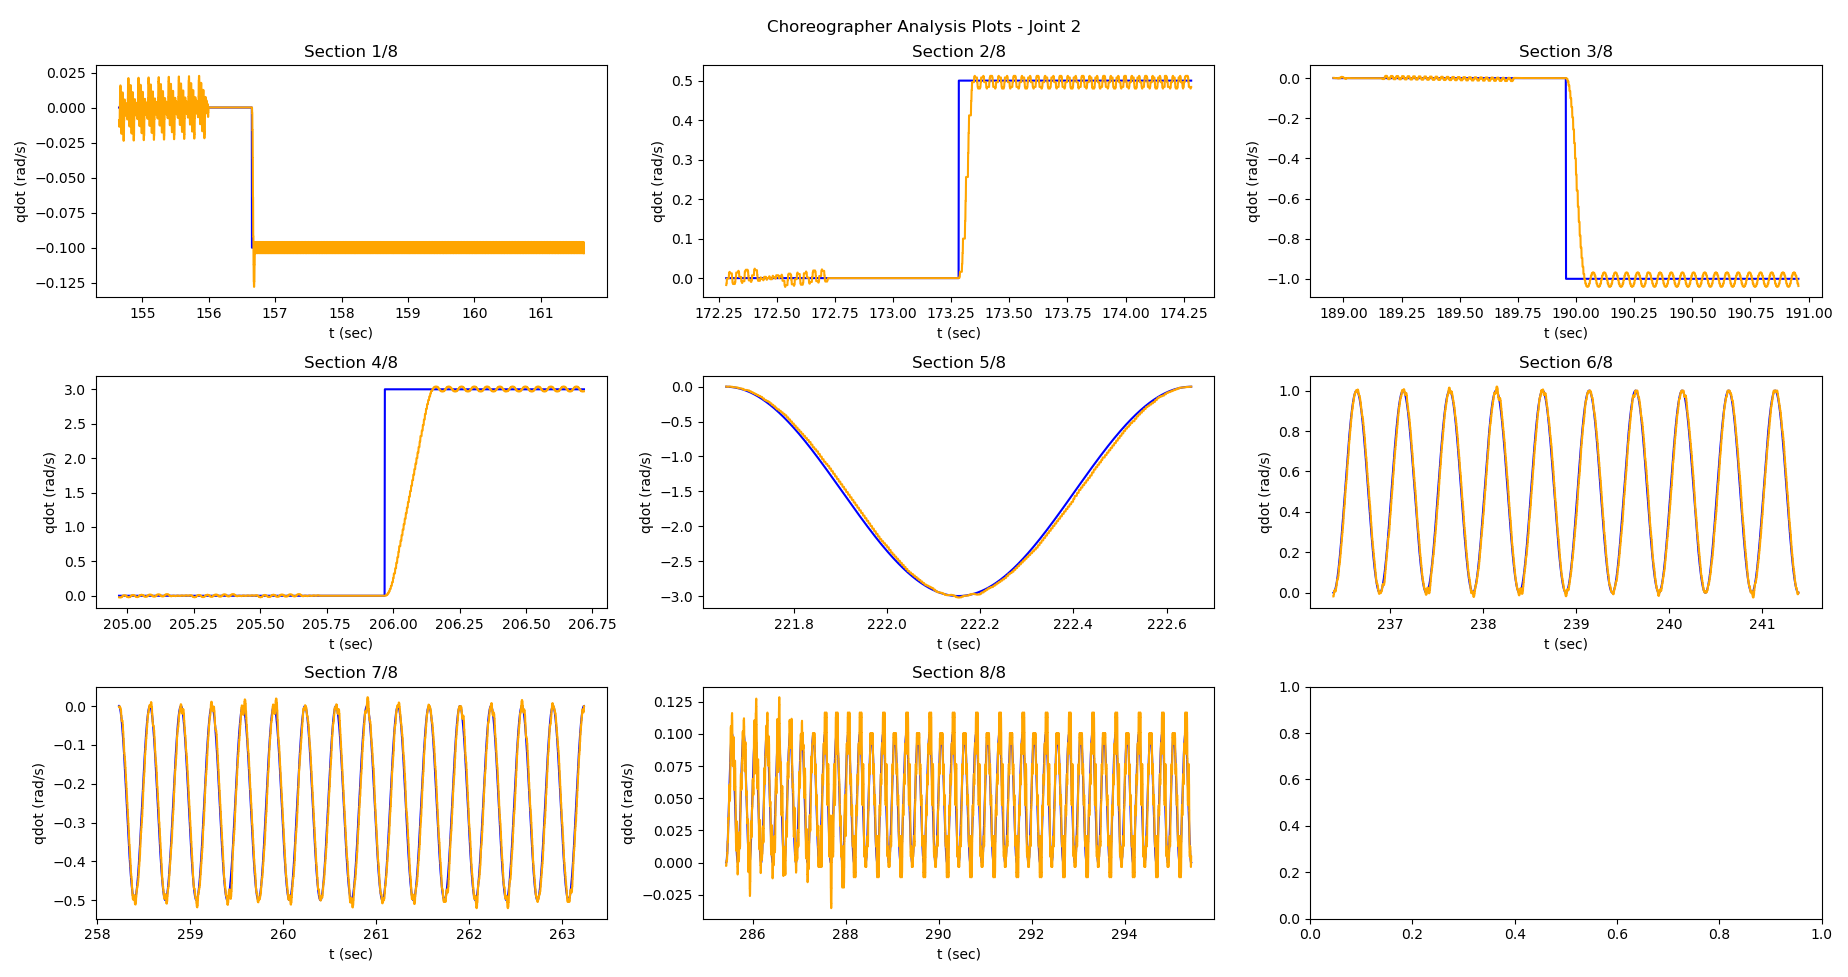 Choreographer Analysis Plots - Joint 2
Section 1/8
0.025
0.000
−0.025
−0.050
−0.075
−0.100
−0.125
qdot (rad/s)
155 156 157 158 159 160 161
t (sec)
Section 2/8
0.5
0.4
0.3
0.2
0.1
0.0
qdot (rad/s)
172.25 172.50 172.75 173.00 173.25 173.50 173.75 174.00 174.25
t (sec)
Section 3/8
0.0
−0.2
−0.4
−0.6
−0.8
−1.0
qdot (rad/s)
189.00 189.25 189.50 189.75 190.00 190.25 190.50 190.75 191.00
t (sec)
Section 4/8
3.0
2.5
2.0
1.5
1.0
0.5
0.0
qdot (rad/s)
205.00 205.25 205.50 205.75 206.00 206.25 206.50 206.75
t (sec)
Section 5/8
0.0
−0.5
−1.0
−1.5
−2.0
−2.5
−3.0
qdot (rad/s)
221.8 222.0 222.2 222.4 222.6
t (sec)
Section 6/8
1.0
0.8
0.6
0.4
0.2
0.0
qdot (rad/s)
237 238 239 240 241
t (sec)
Section 7/8
0.0
−0.1
−0.2
−0.3
−0.4
−0.5
qdot (rad/s)
258 259 260 261 262 263
t (sec)
Section 8/8
0.125
0.100
0.075
0.050
0.025
0.000
−0.025
qdot (rad/s)
286 288 290 292 294
t (sec)
1.0
0.8
0.6
0.4
0.2
0.0
0.0 0.2 0.4 0.6 0.8 1.0